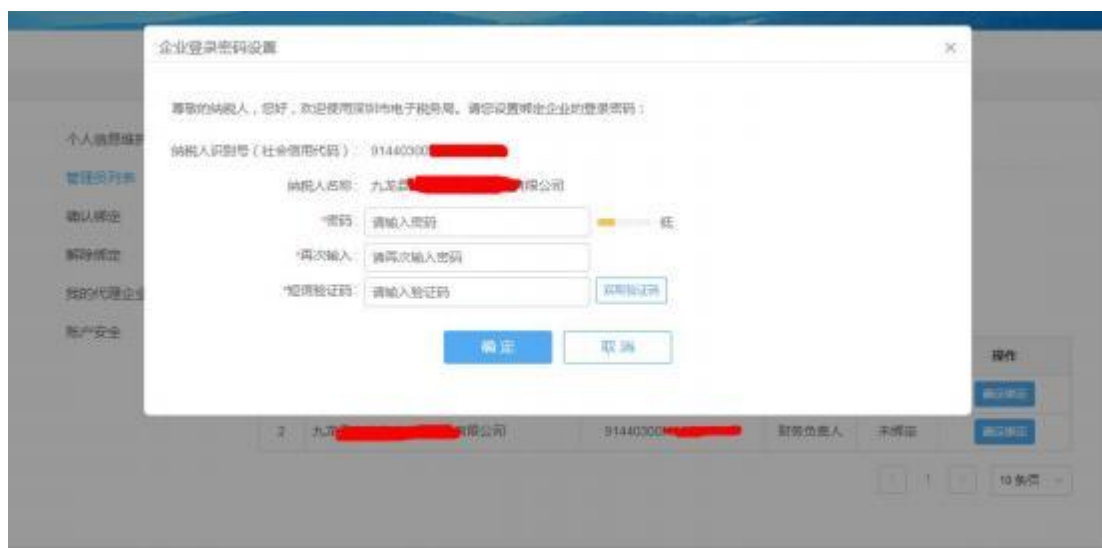 企业登录密码设置
尊敬的纳税人,您好,欢迎使用深圳市电子税务局。请您设置绑定企业的登录密码:
纳税人识别号(社会信用代码): 91440300
纳税人名称: 九龙 有限公司
*密码: 请输入密码 低
*再次输入: 请再次输入密码
*短信验证码: 请输入验证码 获取验证码
确定 取消
个人信息维护
管理员列表
确认绑定
解除绑定
我的代理企业
账户安全
操作
确认绑定
2 九龙 有限公司 91440300 财务负责人 未绑定 确认绑定
1 10 条/页